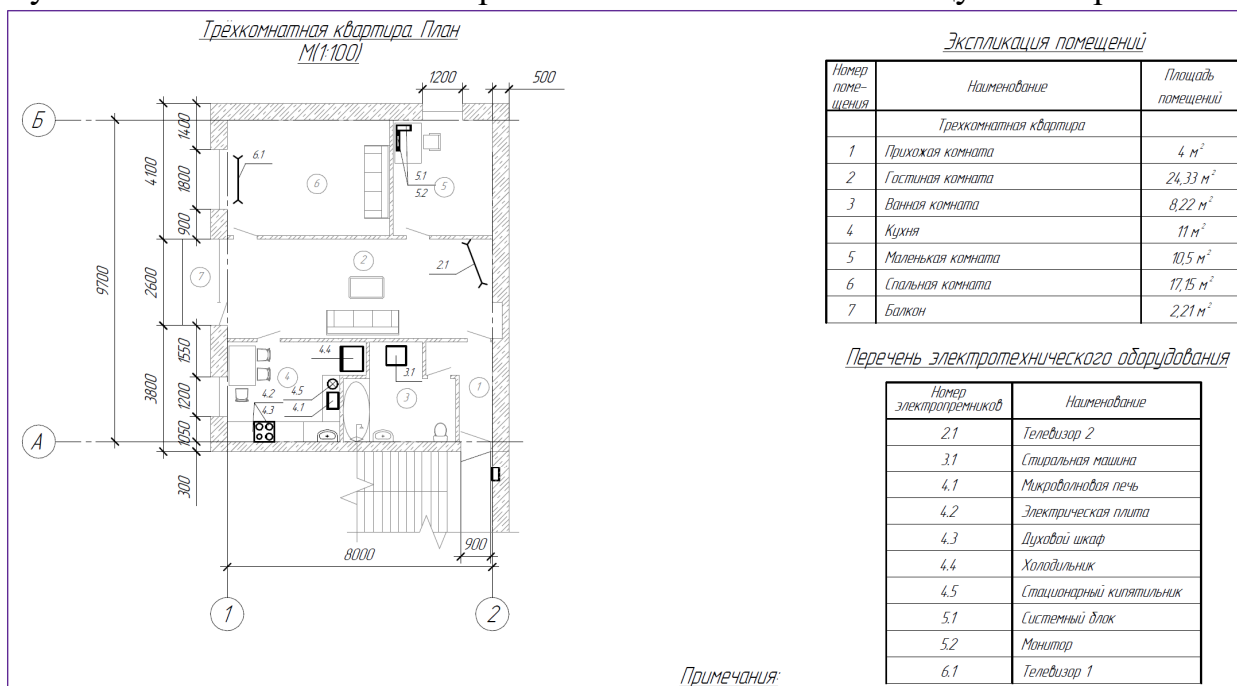 Трёхкомнатная квартира. План
М(1:100)
1200
500
Б
1400
4100
1800
900
9700
2600
1550
3800
1200
1050
А
300
6.1
6
5.1
5.2
5
2
2.1
7
4.4
3.1
4
4.2
4.5
4.3
4.1
3
1
8000
900
1
2
Экспликация помещений
Номер поме-щения
Наименование
Площадь помещений
Трехкомнатная квартира
1 Прихожая комната 4 м²
2 Гостиная комната 24,33 м²
3 Ванная комната 8,22 м²
4 Кухня 11 м²
5 Маленькая комната 10,5 м²
6 Спальная комната 17,15 м²
7 Балкон 2,21 м²
Перечень электротехнического оборудования
Номер электропремников
Наименование
2.1 Телевизор 2
3.1 Стиральная машина
4.1 Микроволновая печь
4.2 Электрическая плита
4.3 Духовой шкаф
4.4 Холодильник
4.5 Стационарный кипятильник
5.1 Системный блок
5.2 Монитор
6.1 Телевизор 1
Примечания: